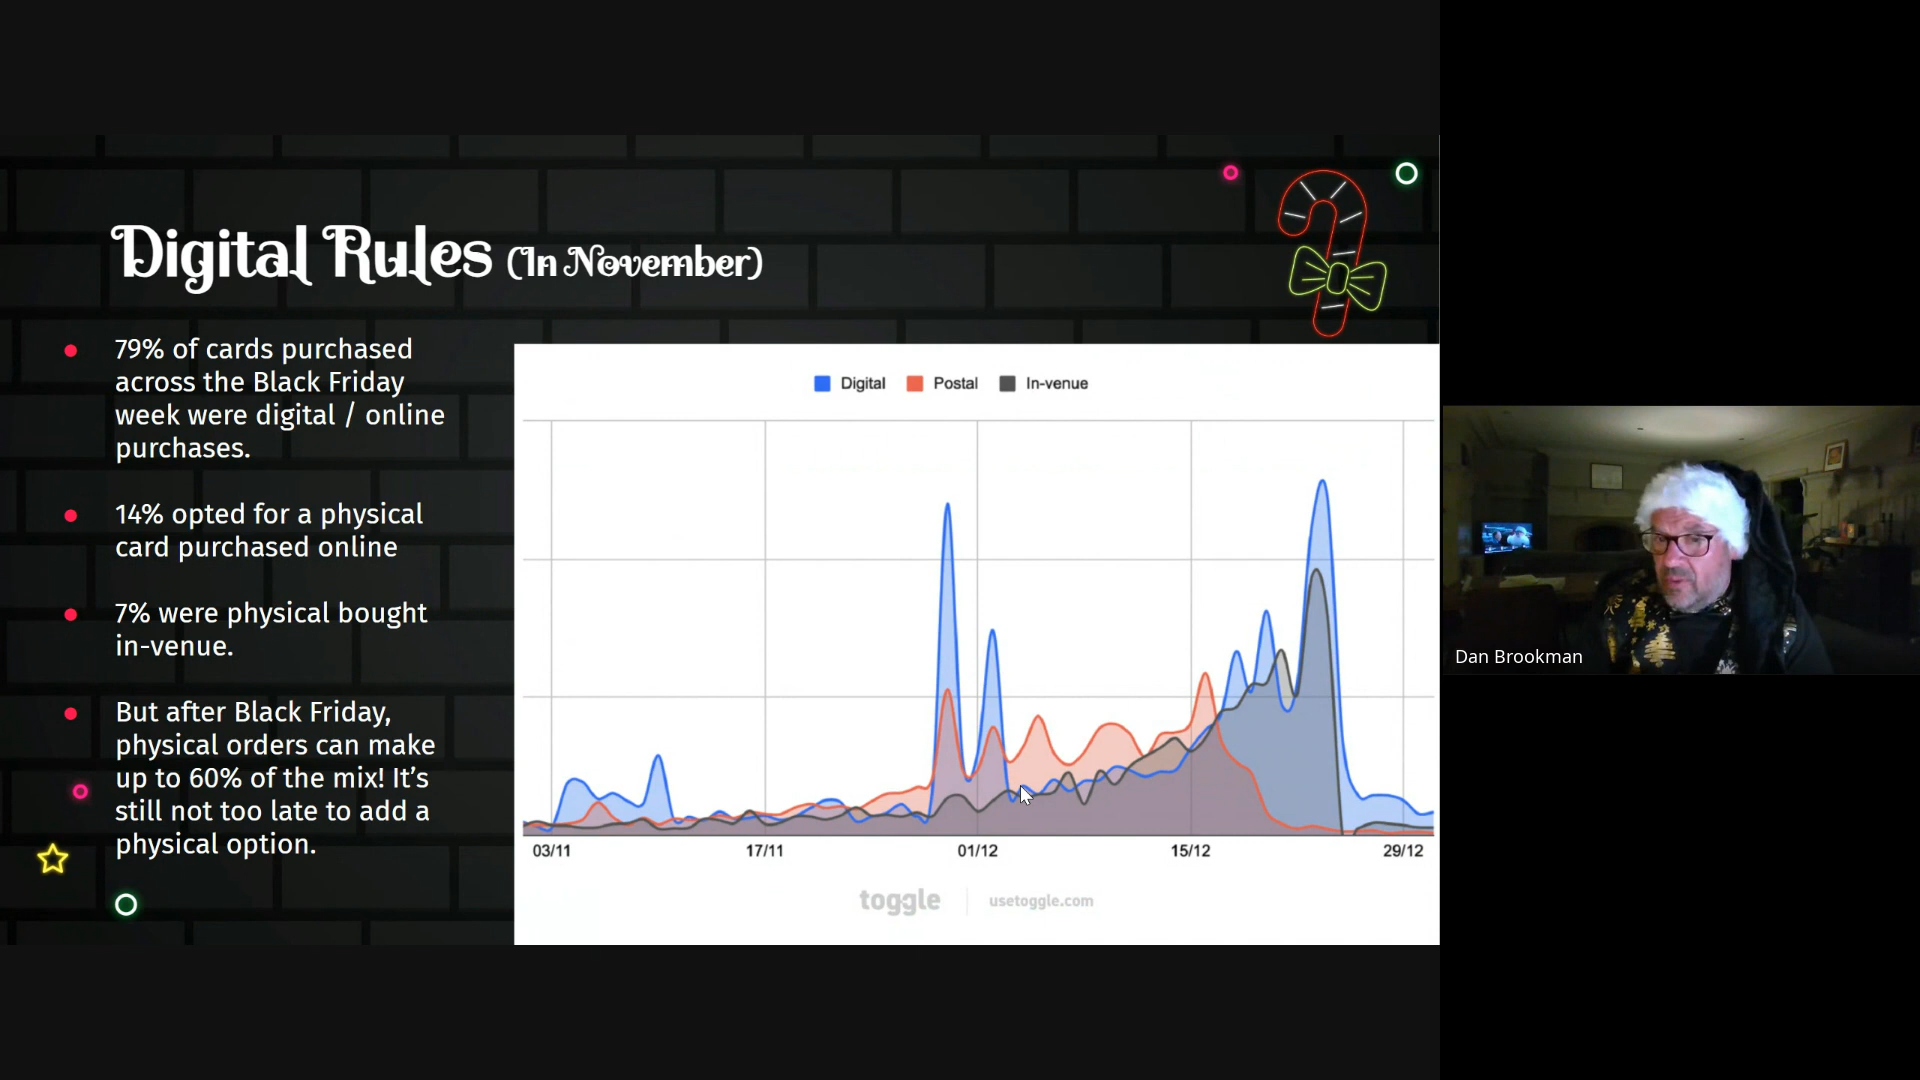 Digital Rules (In November)
79% of cards purchased
across the Black Friday
week were digital / online
purchases.
14% opted for a physical
card purchased online
7% were physical bought
in-venue.
But after Black Friday,
physical orders can make
up to 60% of the mix! It’s
still not too late to add a
physical option.
Digital Postal In-venue
03/11 17/11 01/12 15/12 29/12
toggle usetoggle.com
Dan Brookman